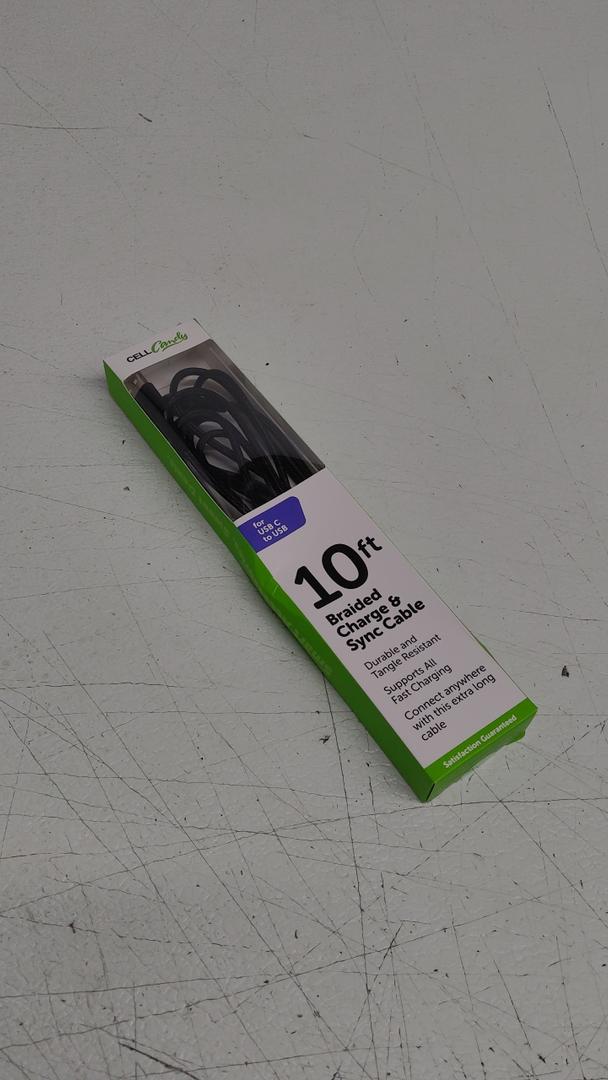 CELL Candy
for
USB C
to USB
10ft
Braided
Charge &
Sync Cable
Durable and
Tangle Resistant
Supports All
Fast Charging
Connect anywhere
with this extra long
cable
Satisfaction Guaranteed